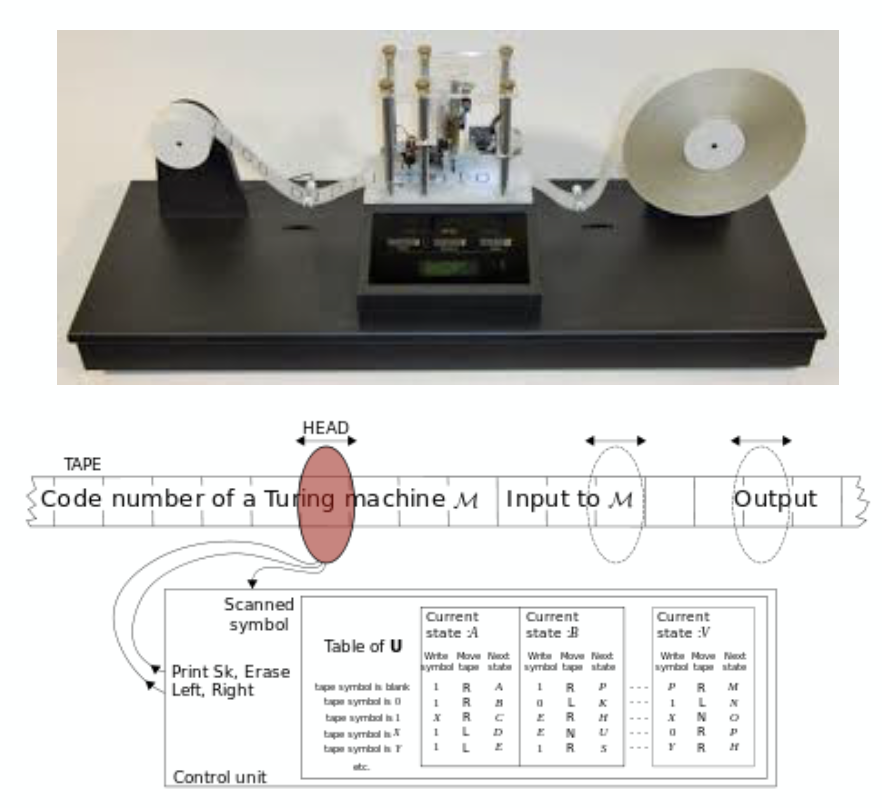 HEAD
TAPE
Code number of a Turing machine ℳ Input to ℳ Output
Scanned
symbol
Print Sk, Erase
Left, Right
Control unit
Table of U
Current state :A Current state :B Current state :V
Write symbol Move tape Next state Write symbol Move tape Next state Write symbol Move tape Next state
tape symbol is blank 1 R A 1 R P - - - P R M
tape symbol is 0 1 R B 0 L K - - - 1 L N
tape symbol is 1 X R C E R H - - - X N O
tape symbol is X 1 L D E N U - - - 0 R P
tape symbol is Y 1 L E 1 R S - - - Y R H
etc.